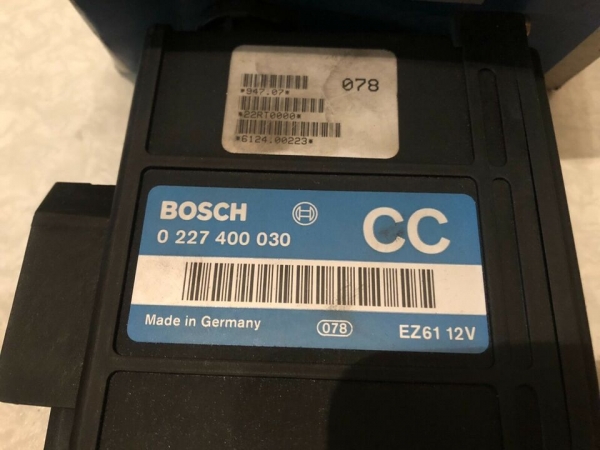 078
*947.07*
*22RT0000*
*6124.00223*
BOSCH
CC
0 227 400 030
Made in Germany
078
EZ61 12V